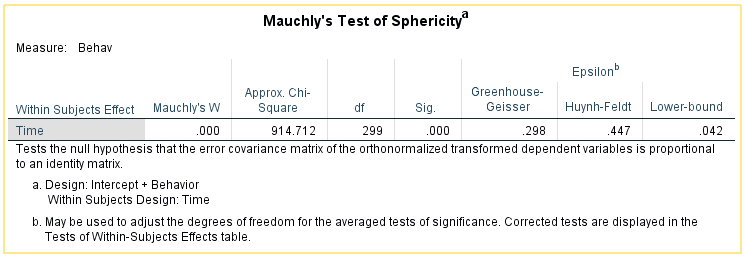 Mauchly's Test of Sphericity^a
Measure: Behav
Epsilon^b
Within Subjects Effect Mauchly's W Approx. Chi-Square df Sig. Greenhouse-Geisser Huynh-Feldt Lower-bound
Time .000 914.712 299 .000 .298 .447 .042
Tests the null hypothesis that the error covariance matrix of the orthonormalized transformed dependent variables is proportional
to an identity matrix.
a. Design: Intercept + Behavior
Within Subjects Design: Time
b. May be used to adjust the degrees of freedom for the averaged tests of significance. Corrected tests are displayed in the
Tests of Within-Subjects Effects table.